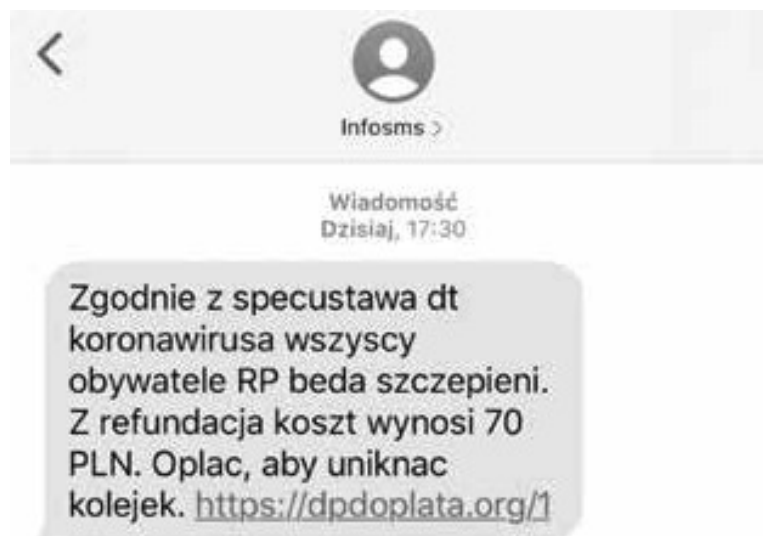 Infosms >
Wiadomość
Dzisiaj, 17:30
Zgodnie z specustawa dt
koronawirusa wszyscy
obywatele RP beda szczepieni.
Z refundacja koszt wynosi 70
PLN. Oplac, aby uniknac
kolejek. https://dpdoplata.org/1